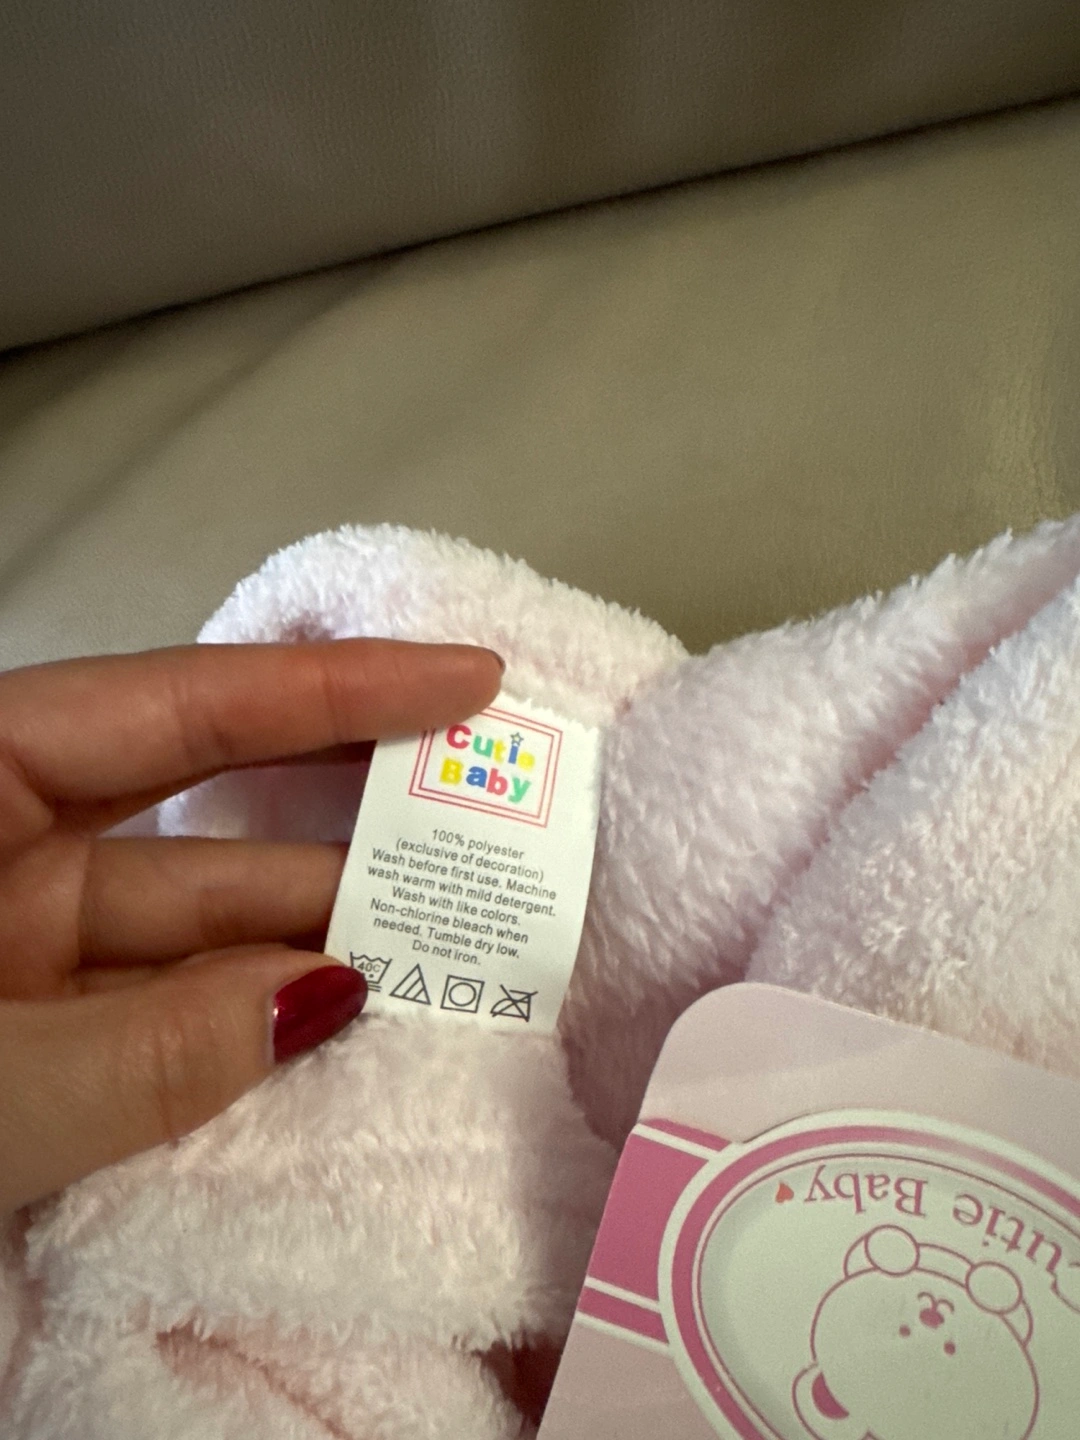 Cutie
Baby
100% polyester
(exclusive of decoration)
Wash before first use. Machine
wash warm with mild detergent.
Wash with like colors.
Non-chlorine bleach when
needed. Tumble dry low.
Do not iron.
40C
Cutie Baby